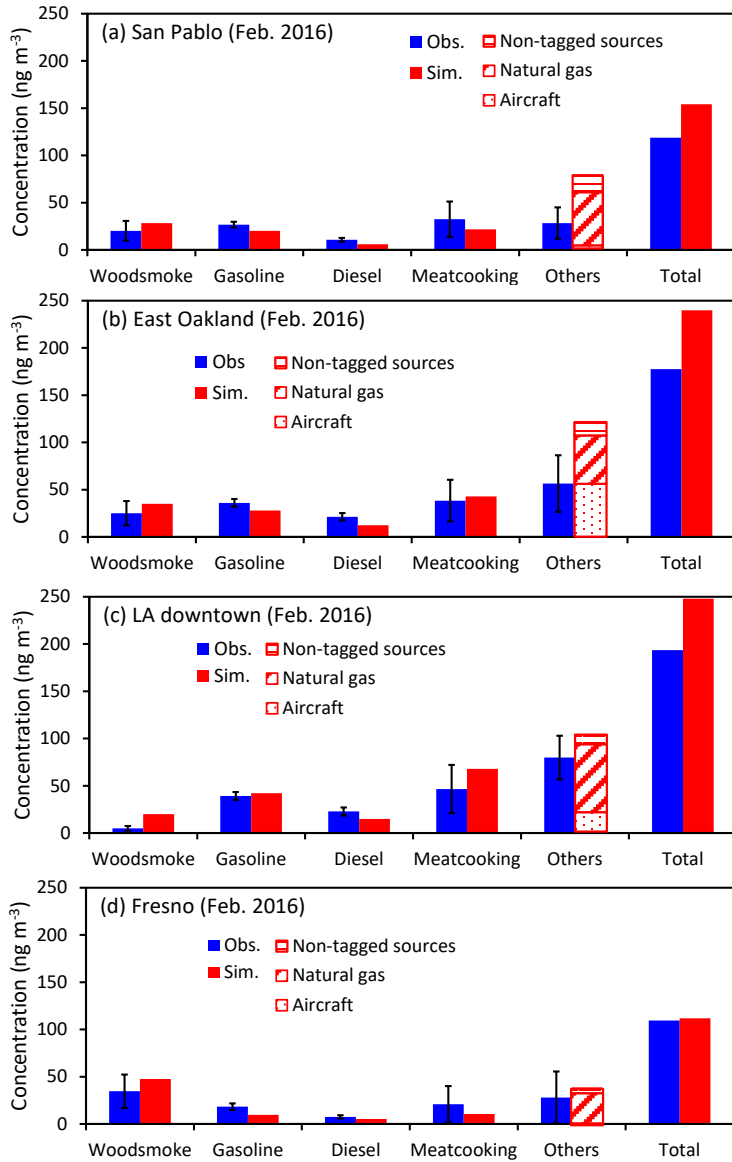 (a) San Pablo (Feb. 2016)
Obs.
Sim.
Non-tagged sources
Natural gas
Aircraft
Concentration (ng m-3)
250
200
150
100
50
0
Woodsmoke Gasoline Diesel Meatcooking Others Total
(b) East Oakland (Feb. 2016)
Obs
Sim.
Non-tagged sources
Natural gas
Aircraft
Concentration (ng m-3)
250
200
150
100
50
0
Woodsmoke Gasoline Diesel Meatcooking Others Total
(c) LA downtown (Feb. 2016)
Obs.
Sim.
Non-tagged sources
Natural gas
Aircraft
Concentration (ng m-3)
250
200
150
100
50
0
Woodsmoke Gasoline Diesel Meatcooking Others Total
(d) Fresno (Feb. 2016)
Obs.
Sim.
Non-tagged sources
Natural gas
Aircraft
Concentration (ng m-3)
250
200
150
100
50
0
Woodsmoke Gasoline Diesel Meatcooking Others Total